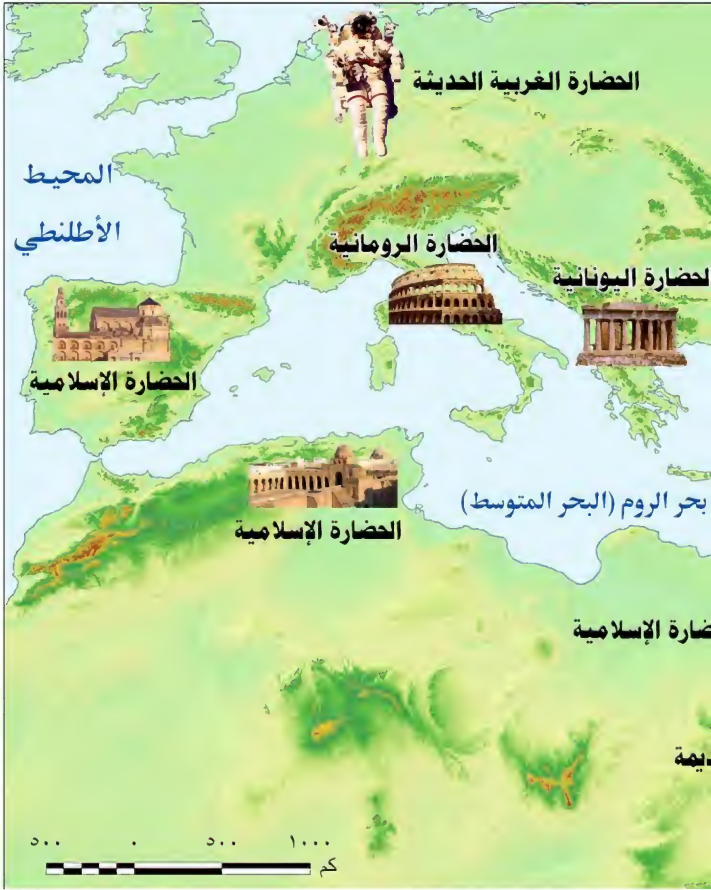 الحضارة الغربية الحديثة
المحيط
الأطلنطي
الحضارة الرومانية
لحضارة اليونانية
الحضارة الإسلامية
بحر الروم (البحر المتوسط)
الحضارة الإسلامية
ضارة الإسلامية
ديمة
٥٠٠ ٠ ٥٠٠ ١٠٠٠
كم